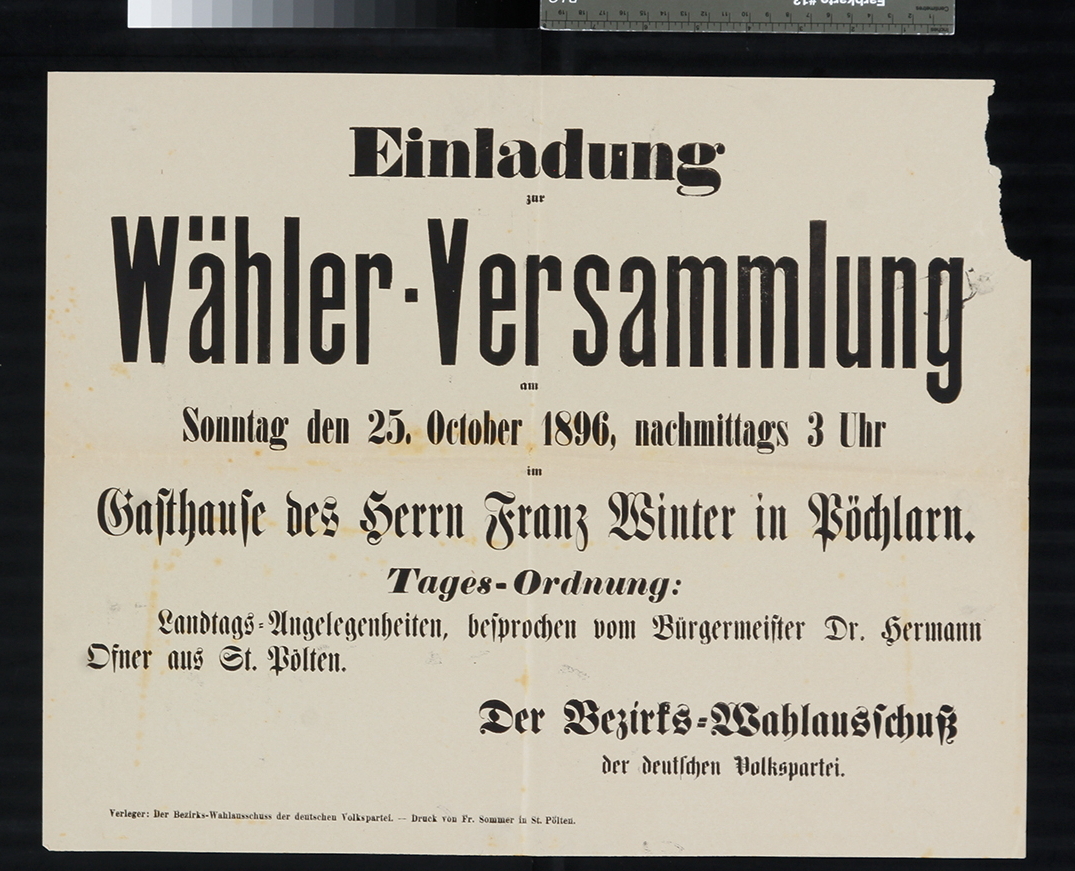 Einladung
zur
Wähler-Versammlung
am
Sonntag den 25. October 1896, nachmittags 3 Uhr
im
Gasthause des Herrn Franz Winter in Pöchlarn.
Tages-Ordnung:
Landtags-Angelegenheiten, besprochen vom Bürgermeister Dr. Hermann
Ofner aus St. Pölten.
Der Bezirks-Wahlausschuß
der deutschen Volkspartei.
Verleger: Der Bezirks-Wahlausschuss der deutschen Volkspartei. — Druck von Fr. Sommer in St. Pölten.